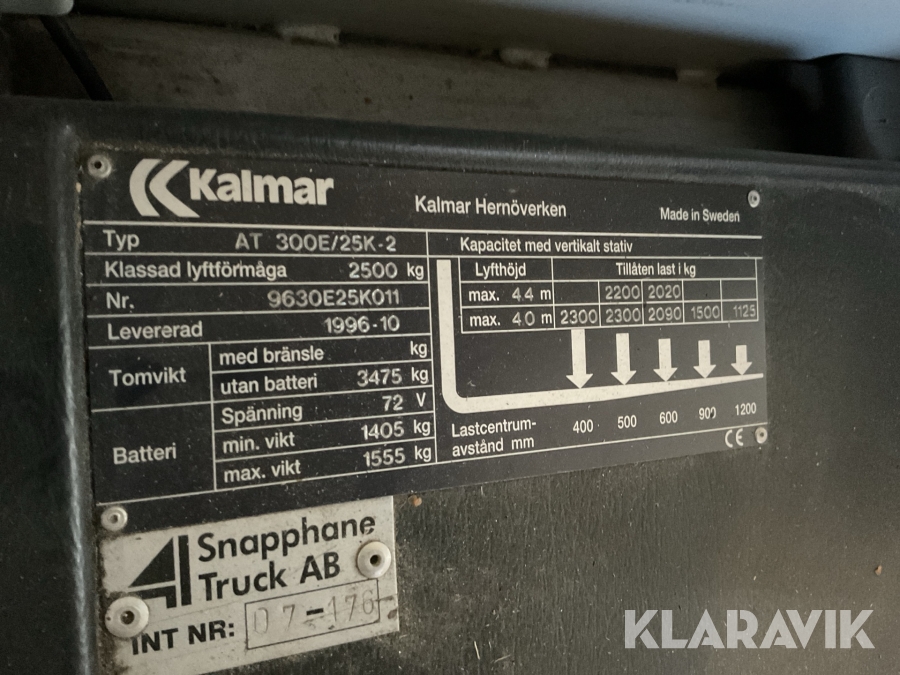 Kalmar
Kalmar Hernöverken
Made in Sweden
Typ AT 300E/25K-2
Klassad lyftförmåga 2500 kg
Nr. 9630E25K011
Levererad 1996-10
Tomvikt
med bränsle kg
utan batteri 3475 kg
Batteri
Spänning 72 V
min. vikt 1405 kg
max. vikt 1555 kg
Kapacitet med vertikalt stativ
Lyfthöjd Tillåten last i kg
max. 4.4 m 2200 2020
max. 4.0 m 2300 2300 2090 1500 1125
Lastcentrum-
avstånd mm 400 500 600 900 1200
CE
Snapphane
Truck AB
INT NR: 07-176
KLARAVIK